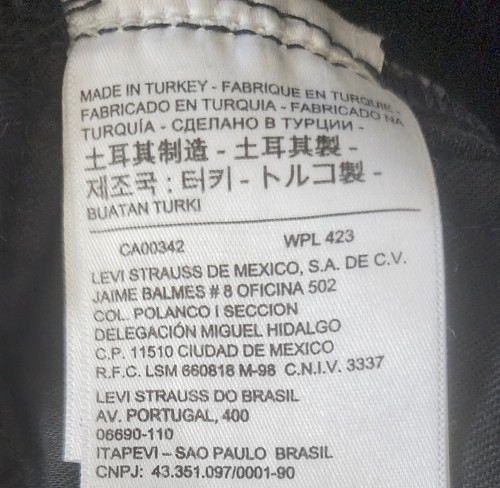 MADE IN TURKEY - FABRIQUE EN TURQUIE -
FABRICADO EN TURQUIA - FABRICADO NA
TURQUÍA - СДЕЛАНО В ТУРЦИИ -
土耳其制造 - 土耳其製 -
제조국 : 터키 - トルコ製 -
BUATAN TURKI
CA00342 WPL 423
LEVI STRAUSS DE MEXICO, S.A. DE C.V.
JAIME BALMES # 8 OFICINA 502
COL. POLANCO I SECCION
DELEGACIÓN MIGUEL HIDALGO
C.P. 11510 CIUDAD DE MEXICO
R.F.C. LSM 660818 M-98 C.N.I.V. 3337
LEVI STRAUSS DO BRASIL
AV. PORTUGAL, 400
06690-110
ITAPEVI – SAO PAULO BRASIL
CNPJ: 43.351.097/0001-90